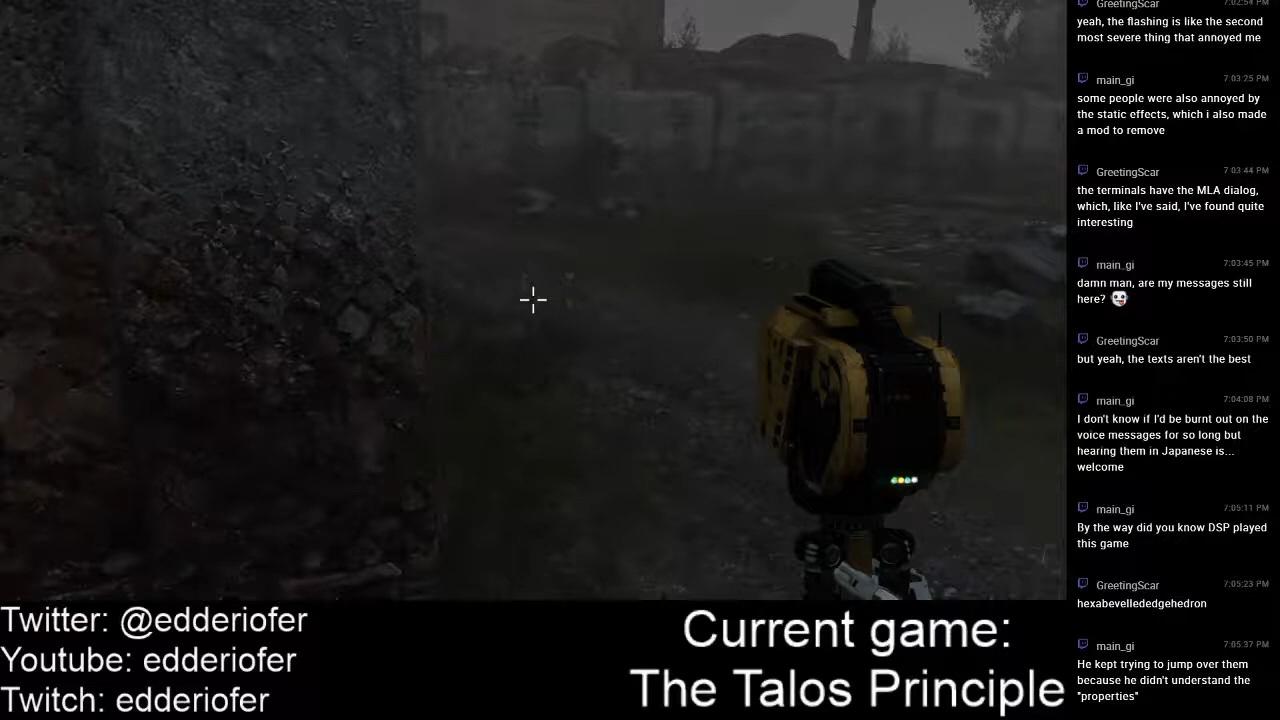 GreetingScar 7:02:54 PM
yeah, the flashing is like the second
most severe thing that annoyed me
main_gi 7:03:25 PM
some people were also annoyed by
the static effects, which i also made
a mod to remove
GreetingScar 7:03:44 PM
the terminals have the MLA dialog,
which, like I've said, I've found quite
interesting
main_gi 7:03:45 PM
damn man, are my messages still
here?
GreetingScar 7:03:50 PM
but yeah, the texts aren't the best
main_gi 7:04:08 PM
I don't know if I'd be burnt out on the
voice messages for so long but
hearing them in Japanese is...
welcome
main_gi 7:05:11 PM
By the way did you know DSP played
this game
GreetingScar 7:05:23 PM
hexabevellededgehedron
main_gi 7:05:37 PM
He kept trying to jump over them
because he didn't understand the
"properties"
Twitter: @edderiofer
Youtube: edderiofer
Twitch: edderiofer
Current game:
The Talos Principle